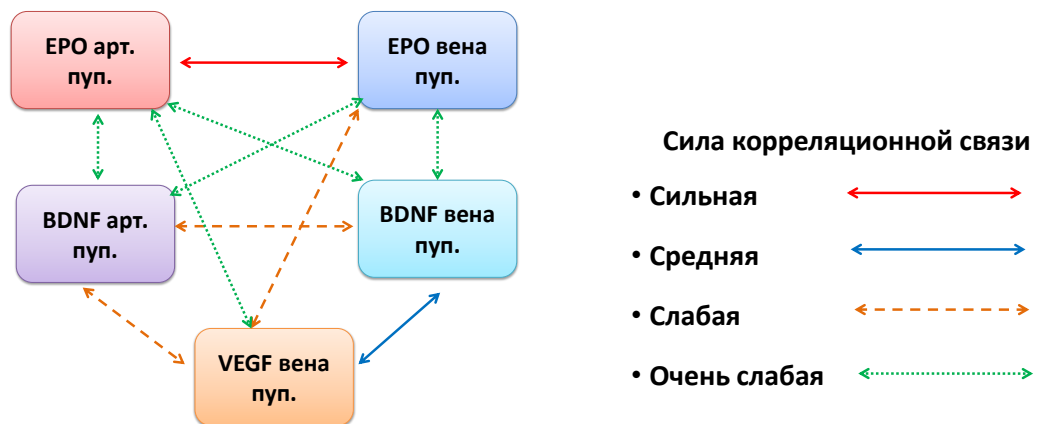 EPO арт.
пуп.
EPO вена
пуп.
BDNF арт.
пуп.
BDNF вена
пуп.
VEGF вена
пуп.
Сила корреляционной связи
• Сильная
• Средняя
• Слабая
• Очень слабая